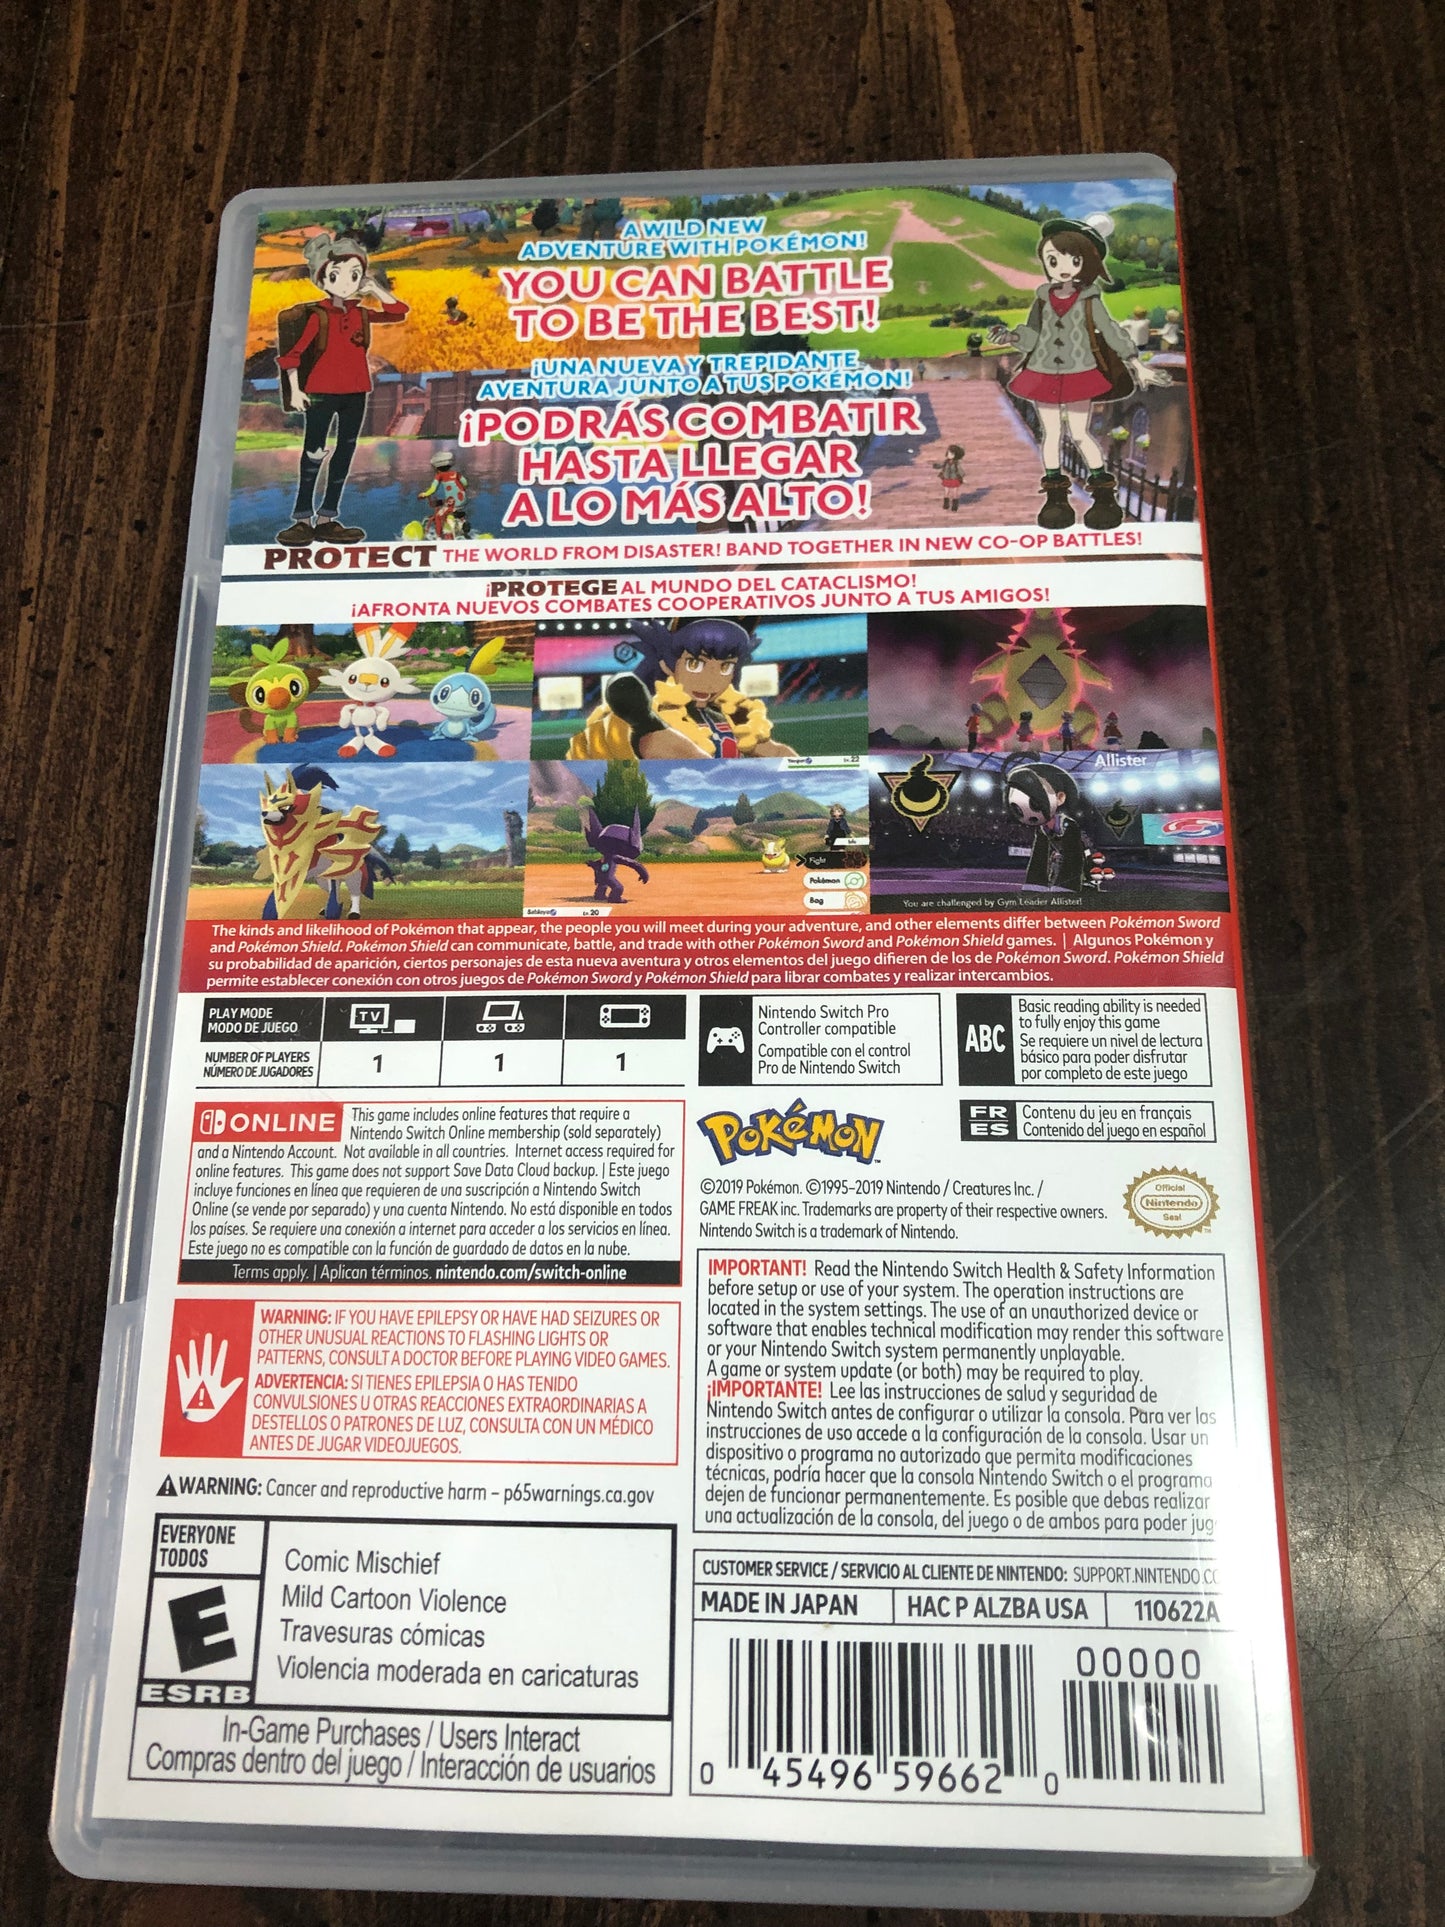 A WILD NEW
ADVENTURE WITH POKÉMON!
YOU CAN BATTLE
TO BE THE BEST!
¡UNA NUEVA Y TREPIDANTE
AVENTURA JUNTO A TUS POKÉMON!
¡PODRÁS COMBATIR
HASTA LLEGAR
A LO MÁS ALTO!
PROTECT THE WORLD FROM DISASTER! BAND TOGETHER IN NEW CO-OP BATTLES!
¡PROTEGE AL MUNDO DEL CATACLISMO!
¡AFRONTA NUEVOS COMBATES COOPERATIVOS JUNTO A TUS AMIGOS!
Yamper Lv. 22
Info
Fight
Pokémon
Bag
Sableye Lv. 20
Allister
You are challenged by Gym Leader Allister!
The kinds and likelihood of Pokémon that appear, the people you will meet during your adventure, and other elements differ between Pokémon Sword
and Pokémon Shield. Pokémon Shield can communicate, battle, and trade with other Pokémon Sword and Pokémon Shield games. | Algunos Pokémon y
su probabilidad de aparición, ciertos personajes de esta nueva aventura y otros elementos del juego difieren de los de Pokémon Sword. Pokémon Shield
permite establecer conexión con otros juegos de Pokémon Sword y Pokémon Shield para librar combates y realizar intercambios.
PLAY MODE
MODO DE JUEGO
TV
NUMBER OF PLAYERS
NÚMERO DE JUGADORES
1 1 1
Nintendo Switch Pro
Controller compatible
Compatible con el control
Pro de Nintendo Switch
ABC
Basic reading ability is needed
to fully enjoy this game
Se requiere un nivel de lectura
básico para poder disfrutar
por completo de este juego
ONLINE
This game includes online features that require a
Nintendo Switch Online membership (sold separately)
and a Nintendo Account. Not available in all countries. Internet access required for
online features. This game does not support Save Data Cloud backup. | Este juego
incluye funciones en línea que requieren de una suscripción a Nintendo Switch
Online (se vende por separado) y una cuenta Nintendo. No está disponible en todos
los países. Se requiere una conexión a internet para acceder a los servicios en línea.
Este juego no es compatible con la función de guardado de datos en la nube.
Terms apply. | Aplican términos. nintendo.com/switch-online
POKéMON™
FR Contenu du jeu en français
ES Contenido del juego en español
©2019 Pokémon. ©1995–2019 Nintendo / Creatures Inc. /
GAME FREAK inc. Trademarks are property of their respective owners.
Nintendo Switch is a trademark of Nintendo.
Official
Nintendo
Seal
WARNING: IF YOU HAVE EPILEPSY OR HAVE HAD SEIZURES OR
OTHER UNUSUAL REACTIONS TO FLASHING LIGHTS OR
PATTERNS, CONSULT A DOCTOR BEFORE PLAYING VIDEO GAMES.
ADVERTENCIA: SI TIENES EPILEPSIA O HAS TENIDO
CONVULSIONES U OTRAS REACCIONES EXTRAORDINARIAS A
DESTELLOS O PATRONES DE LUZ, CONSULTA CON UN MÉDICO
ANTES DE JUGAR VIDEOJUEGOS.
WARNING: Cancer and reproductive harm – p65warnings.ca.gov
IMPORTANT! Read the Nintendo Switch Health & Safety Information
before setup or use of your system. The operation instructions are
located in the system settings. The use of an unauthorized device or
software that enables technical modification may render this software
or your Nintendo Switch system permanently unplayable.
A game or system update (or both) may be required to play.
¡IMPORTANTE! Lee las instrucciones de salud y seguridad de
Nintendo Switch antes de configurar o utilizar la consola. Para ver las
instrucciones de uso accede a la configuración de la consola. Usar un
dispositivo o programa no autorizado que permita modificaciones
técnicas, podría hacer que la consola Nintendo Switch o el programa
dejen de funcionar permanentemente. Es posible que debas realizar
una actualización de la consola, del juego o de ambos para poder jug
EVERYONE
TODOS
E
ESRB
Comic Mischief
Mild Cartoon Violence
Travesuras cómicas
Violencia moderada en caricaturas
In-Game Purchases / Users Interact
Compras dentro del juego / Interacción de usuarios
CUSTOMER SERVICE / SERVICIO AL CLIENTE DE NINTENDO: SUPPORT.NINTENDO.CO
MADE IN JAPAN HAC P ALZBA USA 110622A
00000
0 45496 59662 0